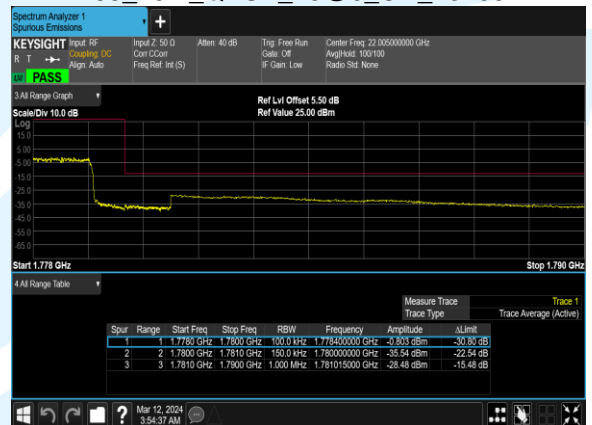 Spectrum Analyzer 1
Spurious Emissions
+
KEYSIGHT Input: RF Input Z: 50 Ω Atten: 40 dB Trig: Free Run Center Freq: 22.005000000 GHz
R T Coupling: DC Corr CCorr Gate: Off Avg|Hold: 100/100
Align: Auto Freq Ref: Int (S) IF Gain: Low Radio Std: None
PASS
3 All Range Graph
Ref Lvl Offset 5.50 dB
Scale/Div 10.0 dB Ref Value 25.00 dBm
Log
15.0
5.00
-5.00
-15.0
-25.0
-35.0
-45.0
-55.0
-65.0
Start 1.778 GHz Stop 1.790 GHz
4 All Range Table
Measure Trace Trace 1
Trace Type Trace Average (Active)
Spur Range Start Freq Stop Freq RBW Frequency Amplitude ΔLimit
1 1 1.7780 GHz 1.7800 GHz 100.0 kHz 1.778400000 GHz -0.803 dBm -30.80 dB
2 2 1.7800 GHz 1.7810 GHz 150.0 kHz 1.780000000 GHz -35.54 dBm -22.54 dB
3 3 1.7810 GHz 1.7900 GHz 1.000 MHz 1.781015000 GHz -28.48 dBm -15.48 dB
? Mar 12, 2024
3:54:37 AM